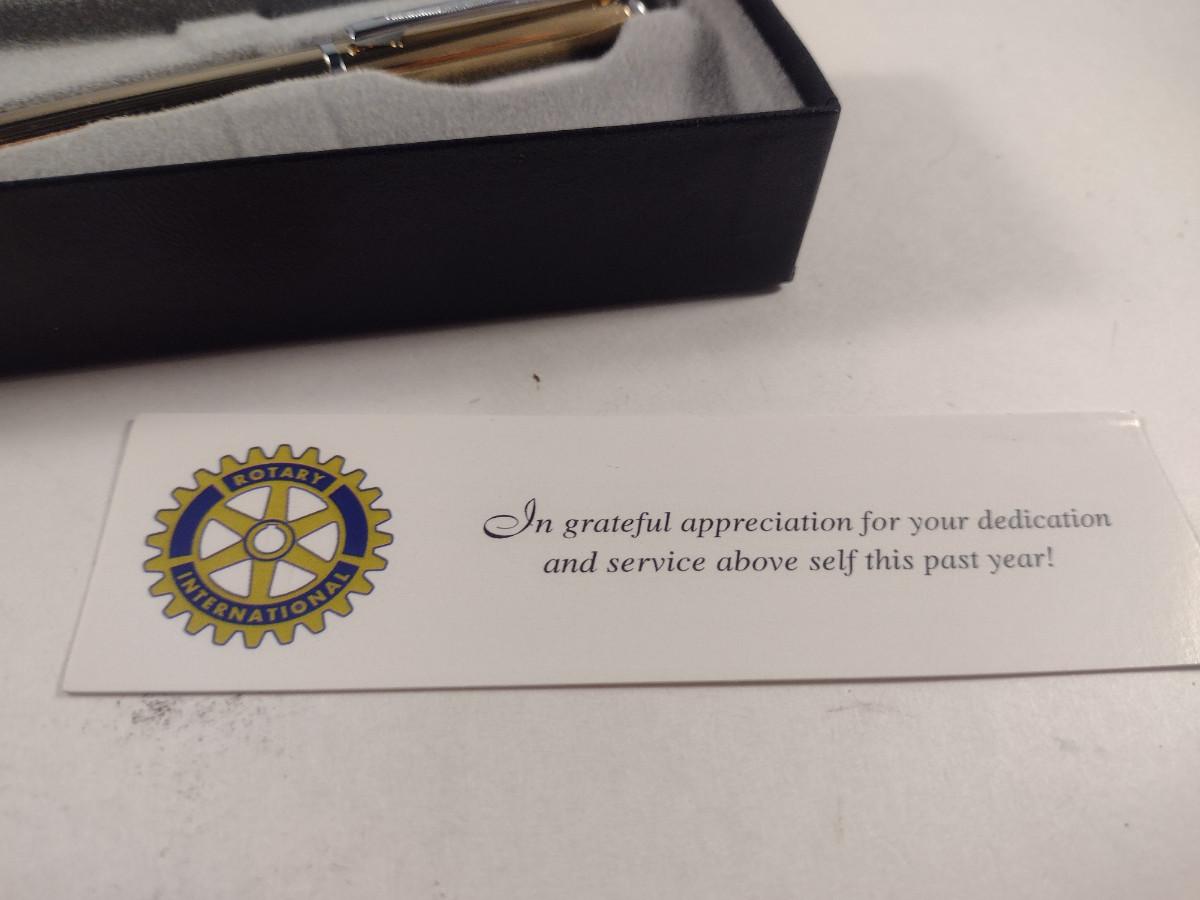 ROTARY
INTERNATIONAL
In grateful appreciation for your dedication
and service above self this past year!